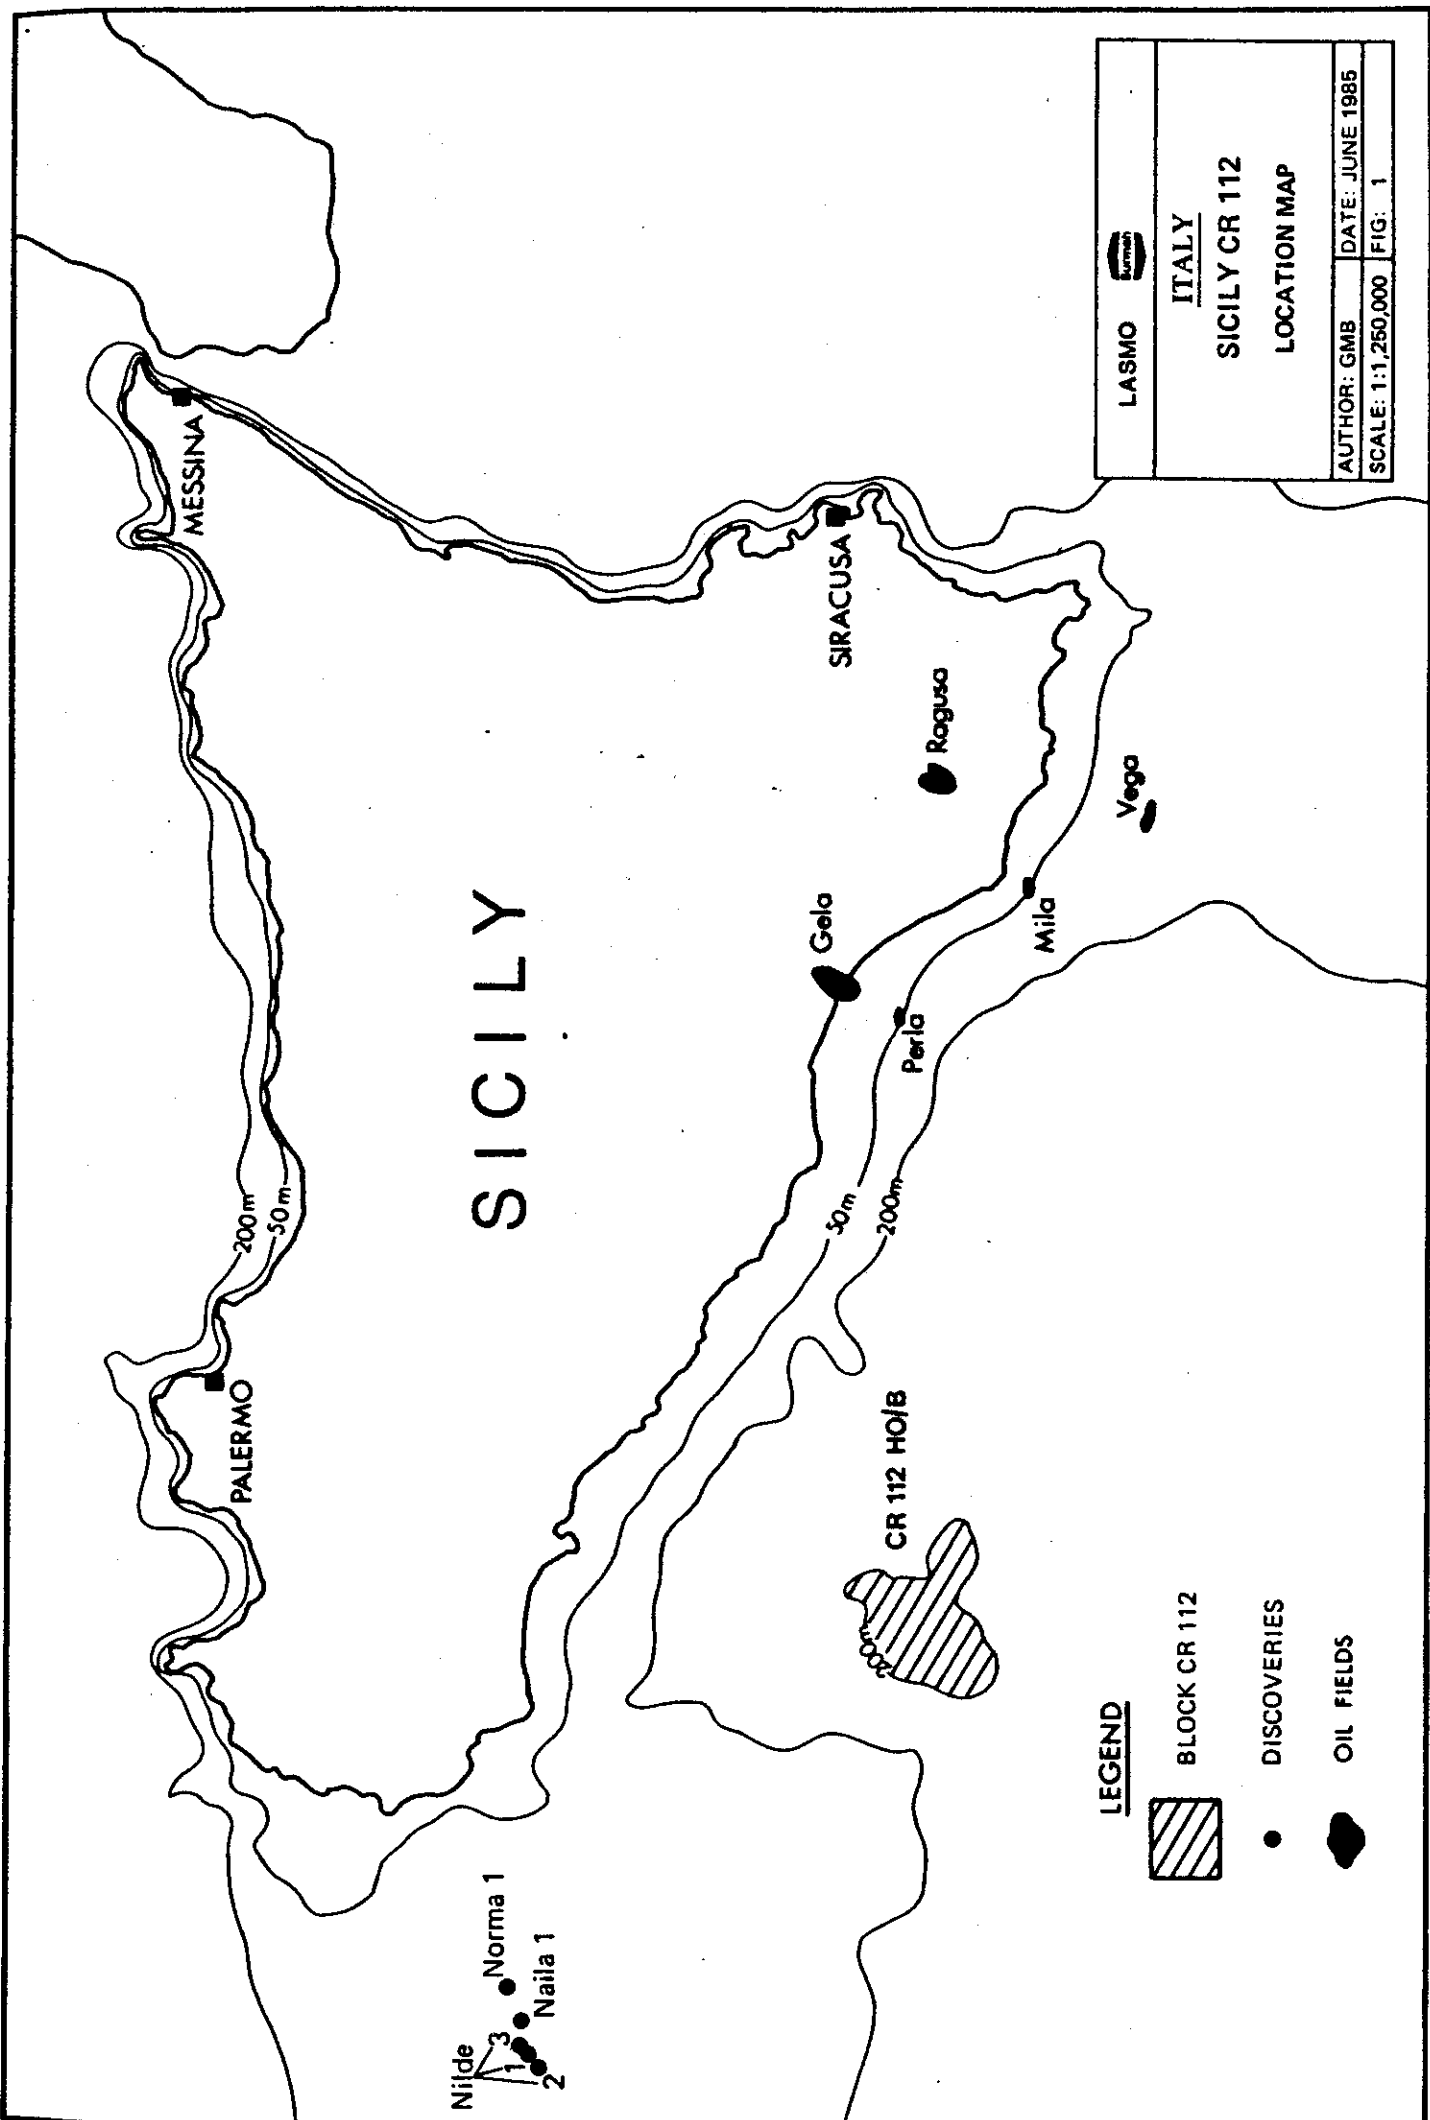 MESSINA
PALERMO
200m
50m
SICILY
SIRACUSA
Ragusa
Gela
Vega
Mila
Perla
50m
200m
Nilde
1
2
3
Norma 1
Naila 1
CR 112 HO/B
200m
LEGEND
BLOCK CR 112
DISCOVERIES
OIL FIELDS
LASMO Burmah
ITALY
SICILY CR 112
LOCATION MAP
AUTHOR: GMB DATE: JUNE 1985
SCALE: 1:1,250,000 FIG: 1